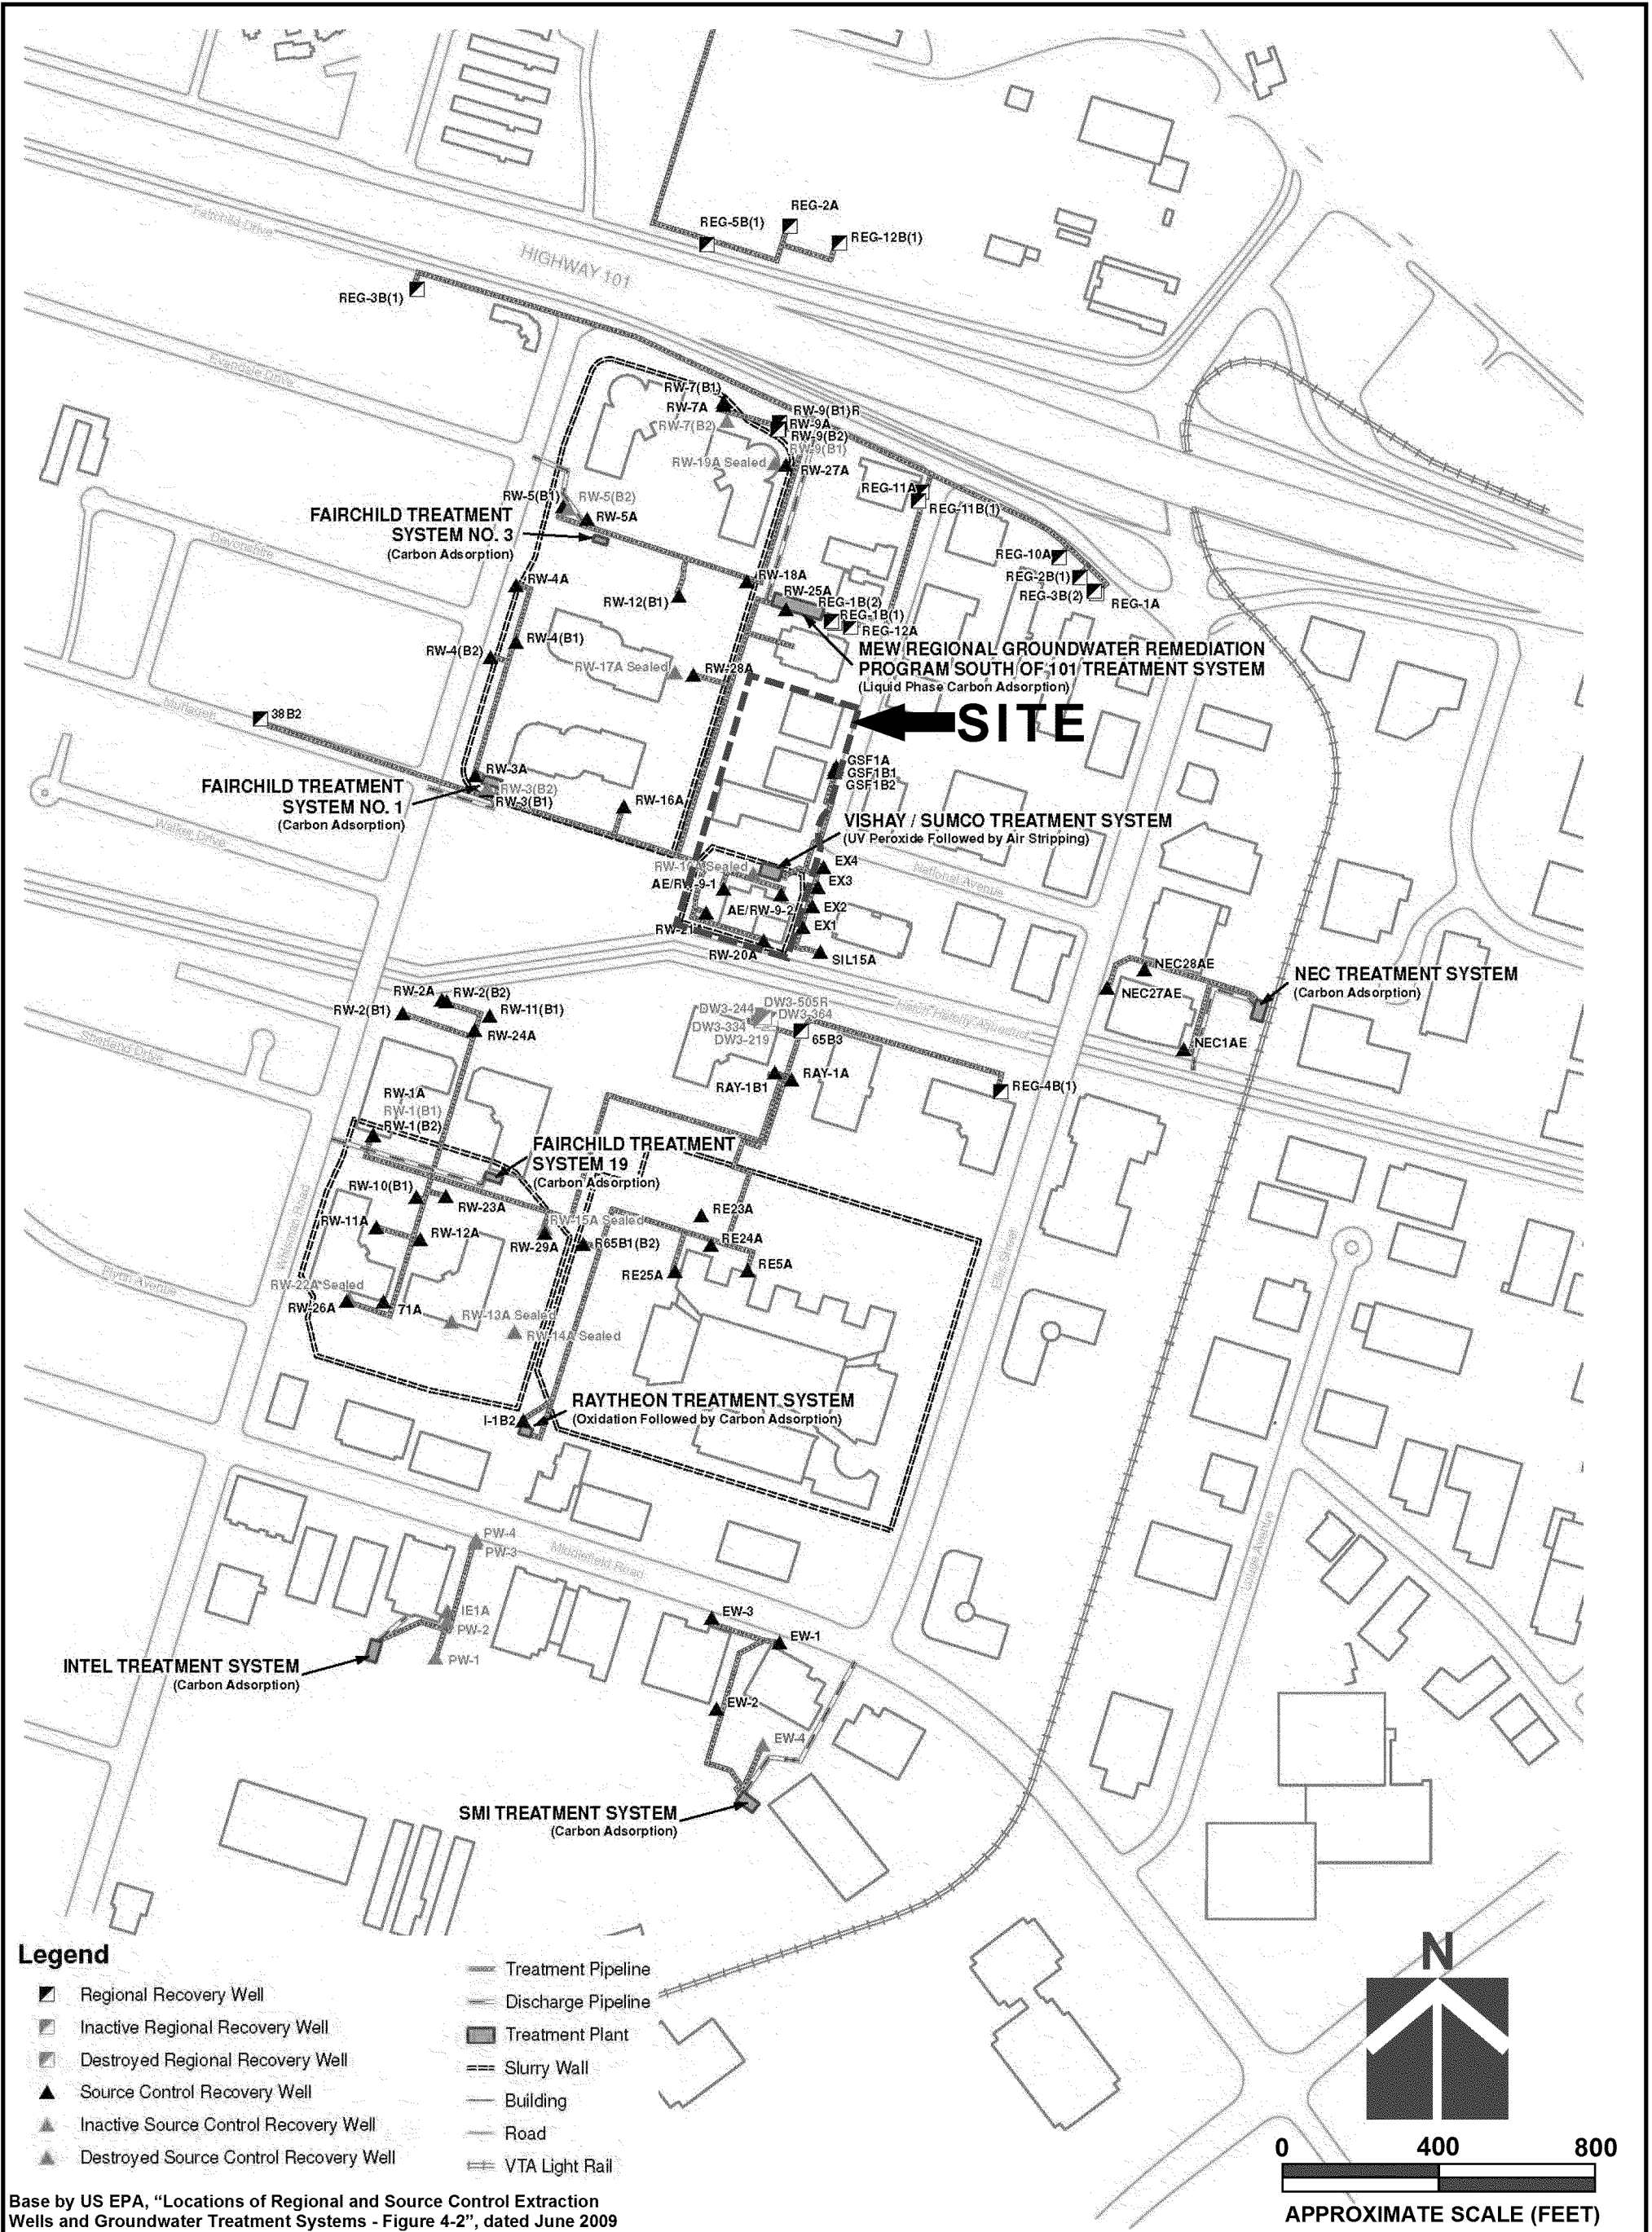 REG-2A
REG-5B(1)
REG-12B(1)
Fairchild Drive
HIGHWAY 101
REG-3B(1)
Evandale Drive
RW-7(B1)
RW-7A
RW-7(B2)
RW-9(B1)R
RW-9A
RW-9(B2)
RW-9(B1)
RW-19A Sealed
RW-27A
REG-11A
REG-11B(1)
RW-5(B1)
RW-5(B2)
RW-5A
FAIRCHILD TREATMENT
SYSTEM NO. 3
(Carbon Adsorption)
Devonshire
REG-10A
REG-2B(1)
REG-3B(2)
REG-1A
RW-4A
RW-18A
RW-25A
RW-12(B1)
REG-1B(2)
REG-1B(1)
REG-12A
RW-4(B1)
RW-4(B2)
RW-17A Sealed
RW-28A
MEW REGIONAL GROUNDWATER REMEDIATION
PROGRAM SOUTH OF 101 TREATMENT SYSTEM
(Liquid Phase Carbon Adsorption)
38B2
SITE
GSF1A
GSF1B1
GSF1B2
RW-3A
RW-3(B2)
RW-3(B1)
FAIRCHILD TREATMENT
SYSTEM NO. 1
(Carbon Adsorption)
RW-16A
Walker Drive
VISHAY / SUMCO TREATMENT SYSTEM
(UV Peroxide Followed by Air Stripping)
EX4
National Avenue
AE/RW-9-1
EX3
AE/RW-9-2
EX2
EX1
RW-21
RW-20A
SIL15A
NEC28AE
NEC27AE
NEC TREATMENT SYSTEM
(Carbon Adsorption)
NEC1AE
RW-2A
RW-2(B2)
RW-2(B1)
RW-11(B1)
RW-24A
DW3-505R
DW3-244
DW3-364
DW3-334
DW3-219
65B3
Hetch Hetchy Aqueduct
RAY-1B1
RAY-1A
REG-4B(1)
RW-1A
RW-1(B1)
RW-1(B2)
FAIRCHILD TREATMENT
SYSTEM 19
(Carbon Adsorption)
RW-10(B1)
RW-23A
RW-11A
RW-12A
RW-15A Sealed
RW-29A
R65B1(B2)
RE23A
RE24A
RE25A
RE5A
Whisman Road
Ellis Street
Flynn Avenue
RW-22A Sealed
RW-26A
71A
RW-13A Sealed
RW-14A Sealed
I-1B2
RAYTHEON TREATMENT SYSTEM
(Oxidation Followed by Carbon Adsorption)
PW-4
PW-3
Middlefield Road
IE1A
PW-2
PW-1
INTEL TREATMENT SYSTEM
(Carbon Adsorption)
EW-3
EW-1
EW-2
EW-4
SMI TREATMENT SYSTEM
(Carbon Adsorption)
Legend
Regional Recovery Well
Inactive Regional Recovery Well
Destroyed Regional Recovery Well
Source Control Recovery Well
Inactive Source Control Recovery Well
Destroyed Source Control Recovery Well
Treatment Pipeline
Discharge Pipeline
Treatment Plant
Slurry Wall
Building
Road
VTA Light Rail
N
0 400 800
APPROXIMATE SCALE (FEET)
Base by US EPA, “Locations of Regional and Source Control Extraction
Wells and Groundwater Treatment Systems - Figure 4-2”, dated June 2009